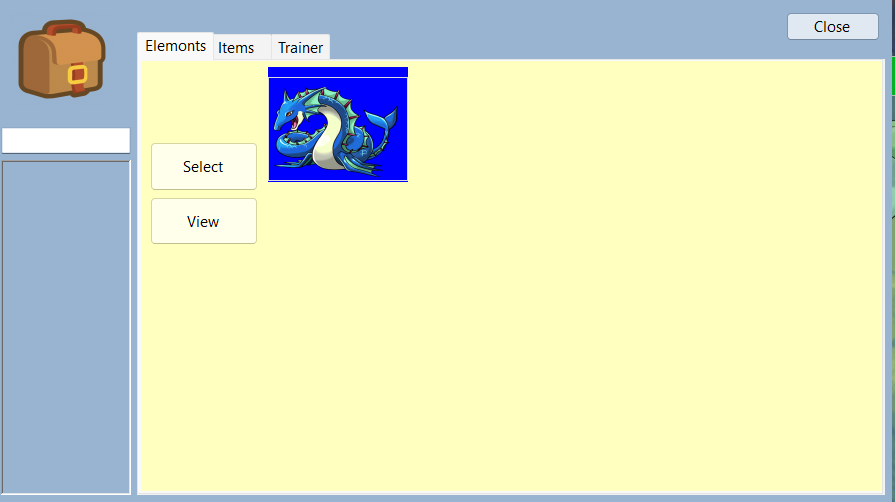 Close
Elemonts
Items
Trainer
Select
View